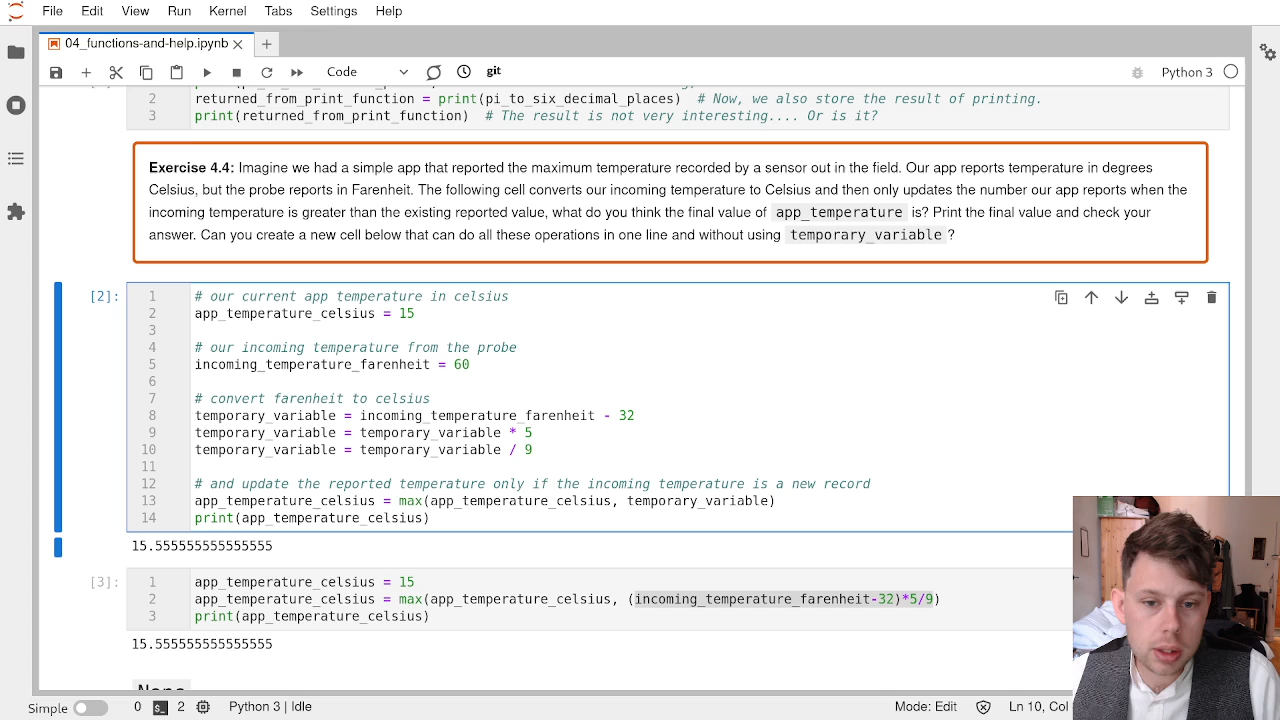 File Edit View Run Kernel Tabs Settings Help
04_functions-and-help.ipynb
Code git Python 3
2 returned_from_print_function = print(pi_to_six_decimal_places) # Now, we also store the result of printing.
3 print(returned_from_print_function) # The result is not very interesting.... Or is it?
Exercise 4.4: Imagine we had a simple app that reported the maximum temperature recorded by a sensor out in the field. Our app reports temperature in degrees
Celsius, but the probe reports in Farenheit. The following cell converts our incoming temperature to Celsius and then only updates the number our app reports when the
incoming temperature is greater than the existing reported value, what do you think the final value of app_temperature is? Print the final value and check your
answer. Can you create a new cell below that can do all these operations in one line and without using temporary_variable ?
[2]: 1 # our current app temperature in celsius
2 app_temperature_celsius = 15
3
4 # our incoming temperature from the probe
5 incoming_temperature_farenheit = 60
6
7 # convert farenheit to celsius
8 temporary_variable = incoming_temperature_farenheit - 32
9 temporary_variable = temporary_variable * 5
10 temporary_variable = temporary_variable / 9
11
12 # and update the reported temperature only if the incoming temperature is a new record
13 app_temperature_celsius = max(app_temperature_celsius, temporary_variable)
14 print(app_temperature_celsius)
15.555555555555555
[3]: 1 app_temperature_celsius = 15
2 app_temperature_celsius = max(app_temperature_celsius, (incoming_temperature_farenheit-32)*5/9)
3 print(app_temperature_celsius)
15.555555555555555
None
Simple 0 2 Python 3 | Idle Mode: Edit Ln 10, Col